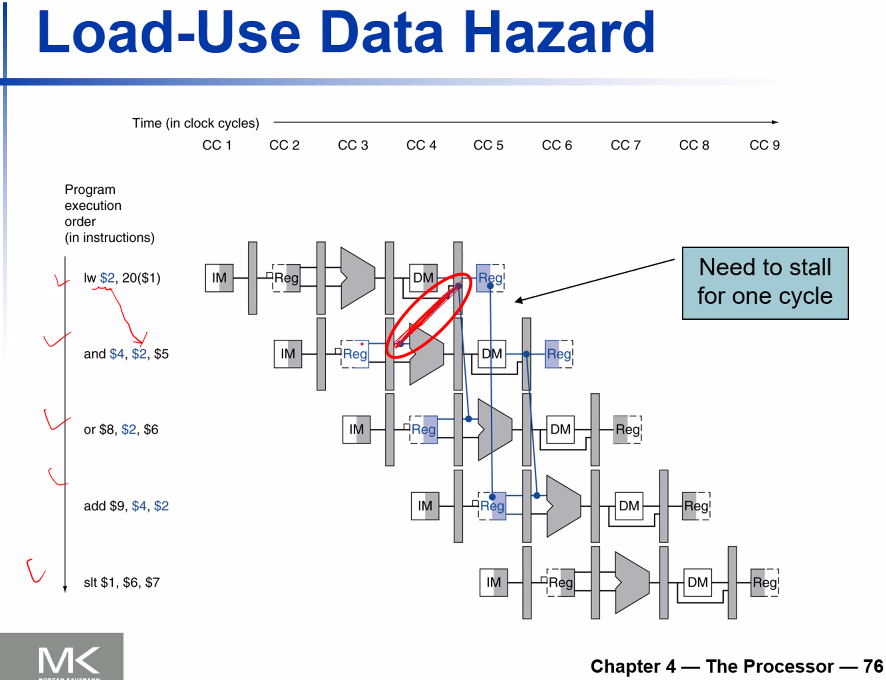 Load-Use Data Hazard
Time (in clock cycles)
CC 1 CC 2 CC 3 CC 4 CC 5 CC 6 CC 7 CC 8 CC 9
Program
execution
order
(in instructions)
lw $2, 20($1)
IM Reg DM Reg
Need to stall
for one cycle
and $4, $2, $5
IM Reg DM Reg
or $8, $2, $6
IM Reg DM Reg
add $9, $4, $2
IM Reg DM Reg
slt $1, $6, $7
IM Reg DM Reg
MK
MORGAN KAUFMANN
Chapter 4 — The Processor — 76